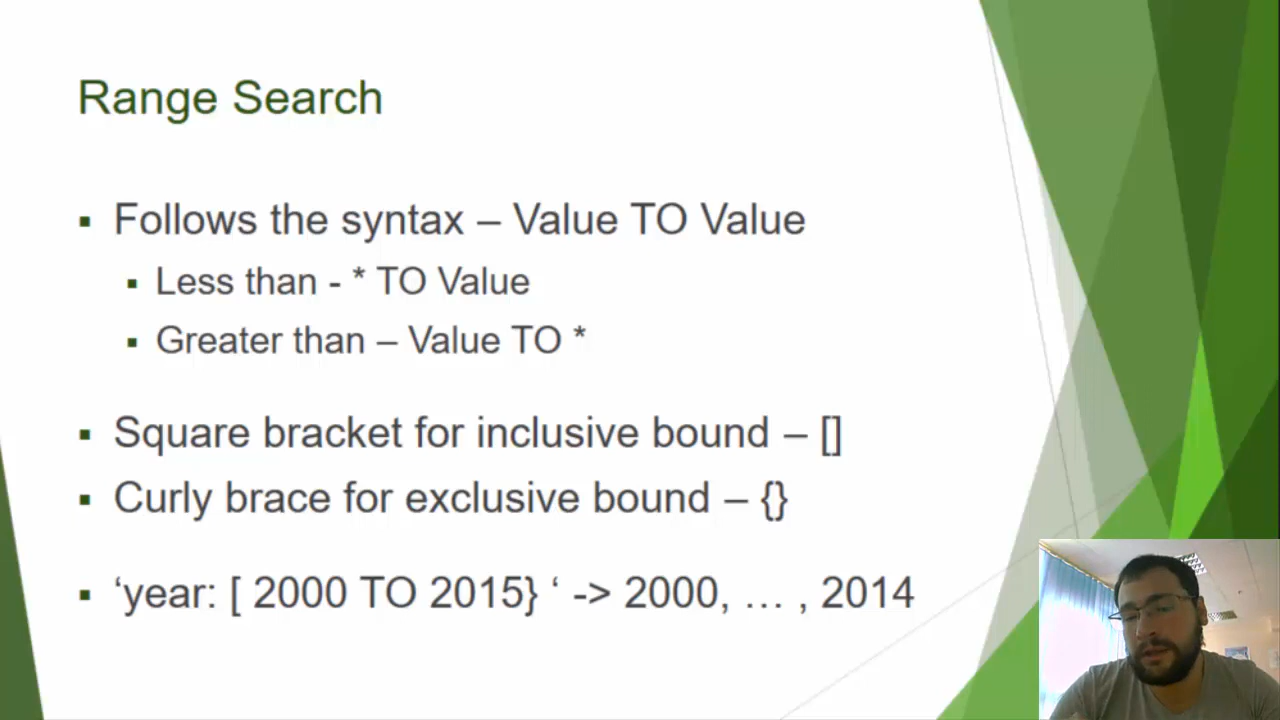 Range Search
▪ Follows the syntax – Value TO Value
▪ Less than - * TO Value
▪ Greater than – Value TO *
▪ Square bracket for inclusive bound – []
▪ Curly brace for exclusive bound – {}
▪ ‘year: [ 2000 TO 2015} ‘ -> 2000, … , 2014